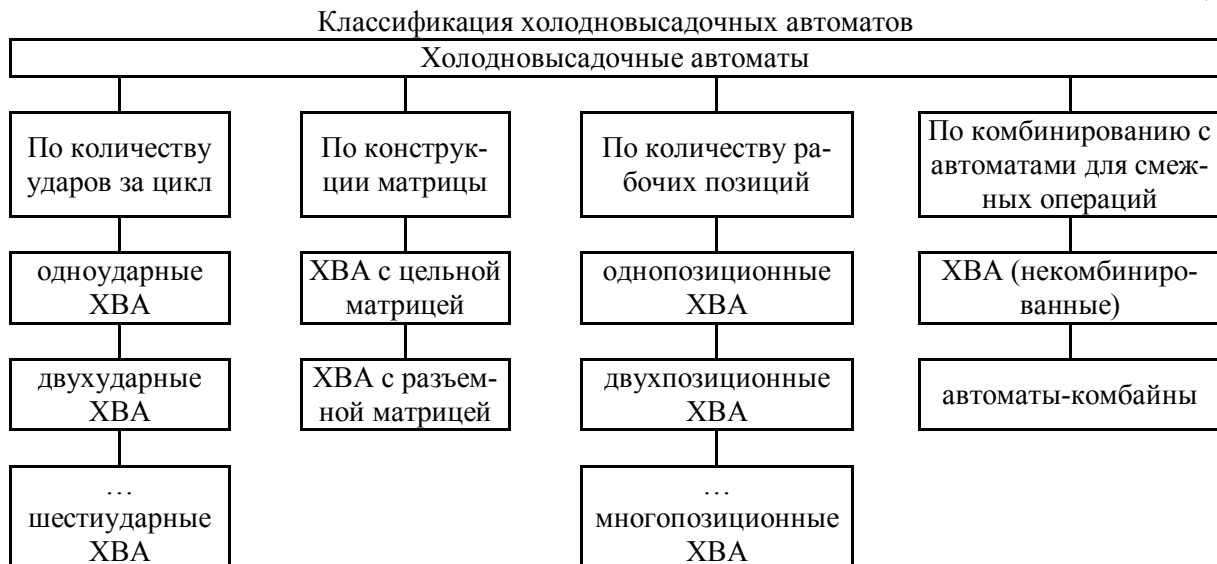 Классификация холодновысадочных автоматов
Холодновысадочные автоматы
По количеству
ударов за цикл
одноударные
ХВА
двухударные
ХВА
…
шестиударные
ХВА
По конструк-
ции матрицы
ХВА с цельной
матрицей
ХВА с разъем-
ной матрицей
По количеству ра-
бочих позиций
однопозиционные
ХВА
двухпозиционные
ХВА
…
многопозиционные
ХВА
По комбинированию с
автоматами для смеж-
ных операций
ХВА (некомбиниро-
ванные)
автоматы-комбайны